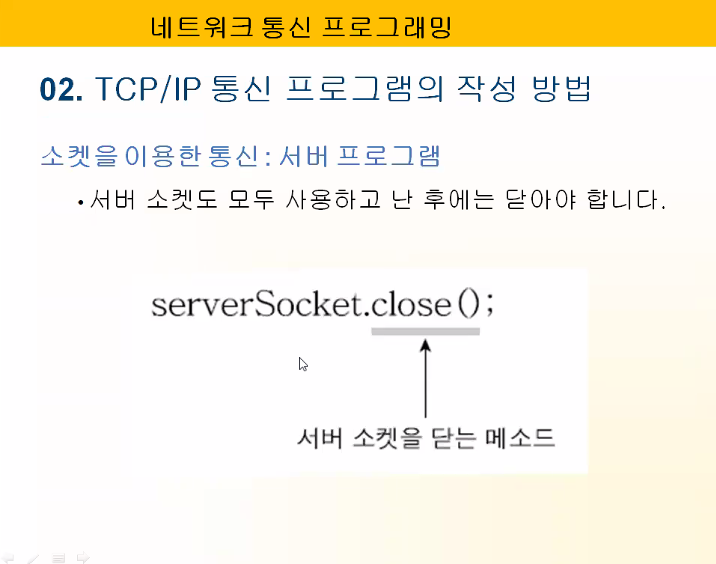 네트워크 통신 프로그래밍
02. TCP/IP 통신 프로그램의 작성 방법
소켓을 이용한 통신 : 서버 프로그램
• 서버 소켓도 모두 사용하고 난 후에는 닫아야 합니다.
serverSocket.close();
서버 소켓을 닫는 메소드